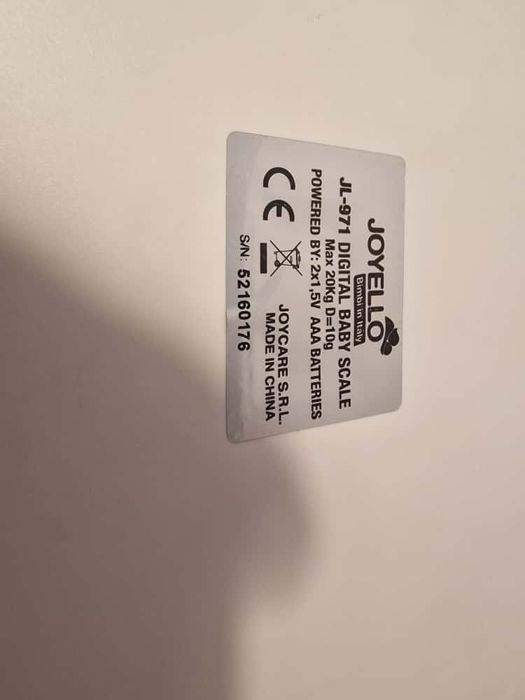 JOYELLO
Bimbi in Italy
JL-971 DIGITAL BABY SCALE
Max 20Kg D=10g
POWERED BY: 2x1,5V AAA BATTERIES
CE
JOYCARE S.R.L.
MADE IN CHINA
S/N: 52160176